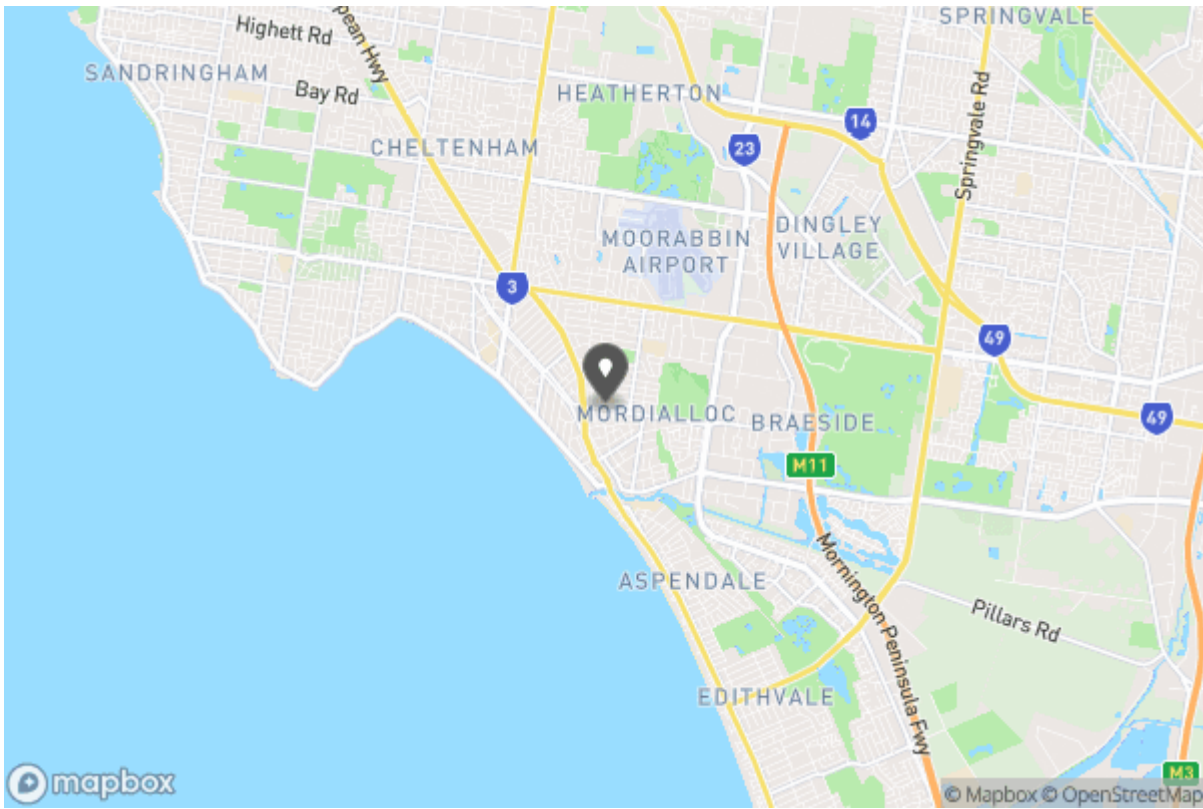 SPRINGVALE
Highett Rd
pean Hwy
SANDRINGHAM
Bay Rd
HEATHERTON
Springvale Rd
14
23
CHELTENHAM
MOORABBIN
AIRPORT
DINGLEY
VILLAGE
3
49
MORDIALLOC
BRAESIDE
49
M11
Mornington Peninsula Fwy
ASPENDALE
Pillars Rd
EDITHVALE
M3
mapbox
© Mapbox © OpenStreetMap